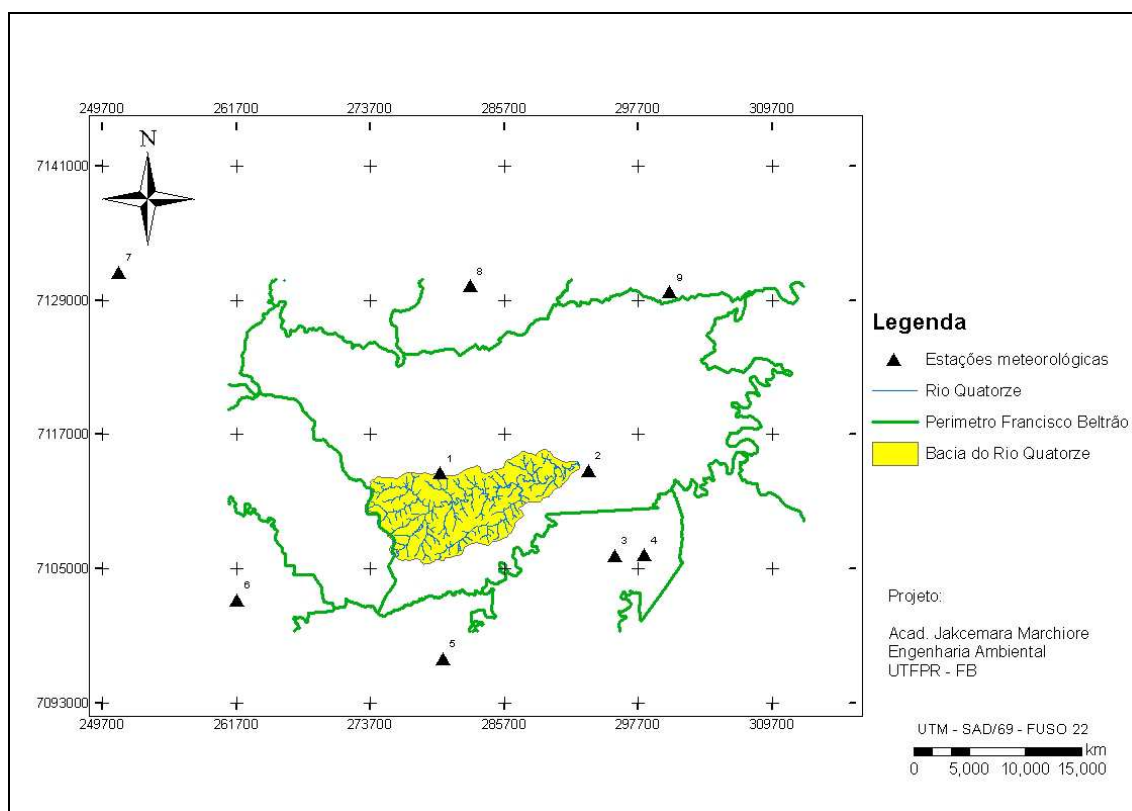 249700 261700 273700 285700 297700 309700
N
7141000
7
8
9
7129000
Legenda
Estações meteorológicas
Rio Quatorze
Perimetro Francisco Beltrão
Bacia do Rio Quatorze
7117000
1
2
3
4
7105000
6
5
7093000
249700 261700 273700 285700 297700 309700
Projeto:
Acad. Jakcemara Marchiore
Engenharia Ambiental
UTFPR - FB
UTM - SAD/69 - FUSO 22
km
0 5,000 10,000 15,000